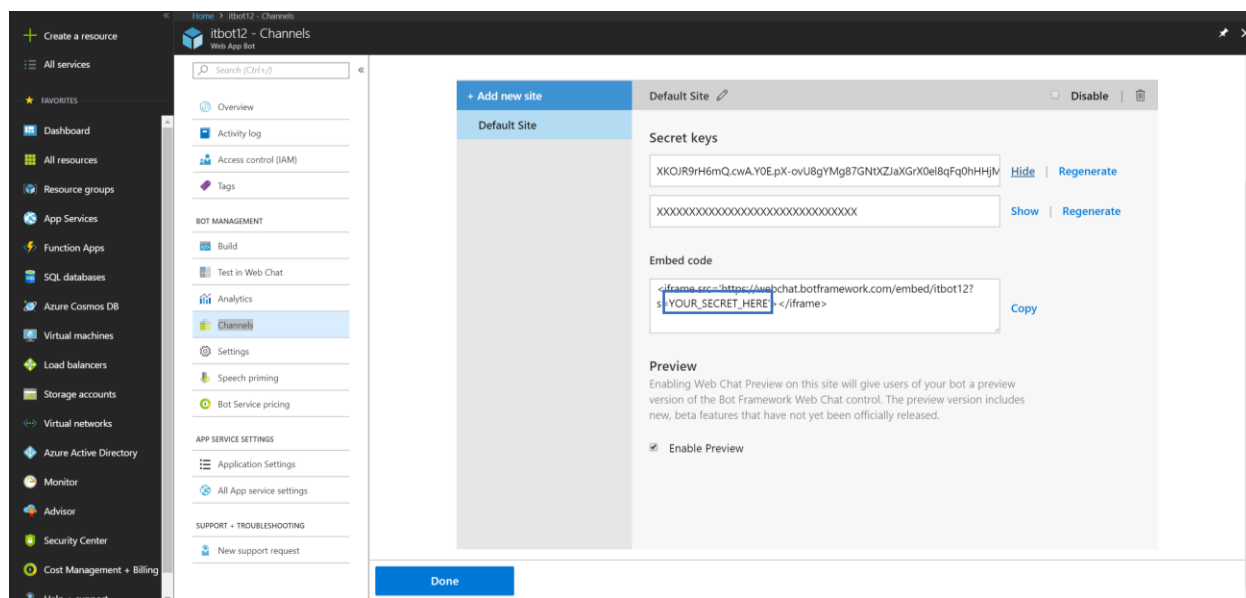 Home > itbot12 - Channels
itbot12 - Channels
Web App Bot
Create a resource
All services
FAVORITES
Dashboard
All resources
Resource groups
App Services
Function Apps
SQL databases
Azure Cosmos DB
Virtual machines
Load balancers
Storage accounts
Virtual networks
Azure Active Directory
Monitor
Advisor
Security Center
Cost Management + Billing
Help + support
Search (Ctrl+/)
Overview
Activity log
Access control (IAM)
Tags
BOT MANAGEMENT
Build
Test in Web Chat
Analytics
Channels
Settings
Speech priming
Bot Service pricing
APP SERVICE SETTINGS
Application Settings
All App service settings
SUPPORT + TROUBLESHOOTING
New support request
+ Add new site
Default Site
Default Site
Disable
Secret keys
XKOJR9rH6mQ.cwA.Y0E.pX-ovU8gYMg87GNtXZJaXGrX0el8qFq0hHHjM
Hide | Regenerate
XXXXXXXXXXXXXXXXXXXXXXXXXXXXXXX
Show | Regenerate
Embed code
<iframe src='https://webchat.botframework.com/embed/itbot12?
s=YOUR_SECRET_HERE'></iframe>
Copy
Preview
Enabling Web Chat Preview on this site will give users of your bot a preview
version of the Bot Framework Web Chat control. The preview version includes
new, beta features that have not yet been officially released.
Enable Preview
Done